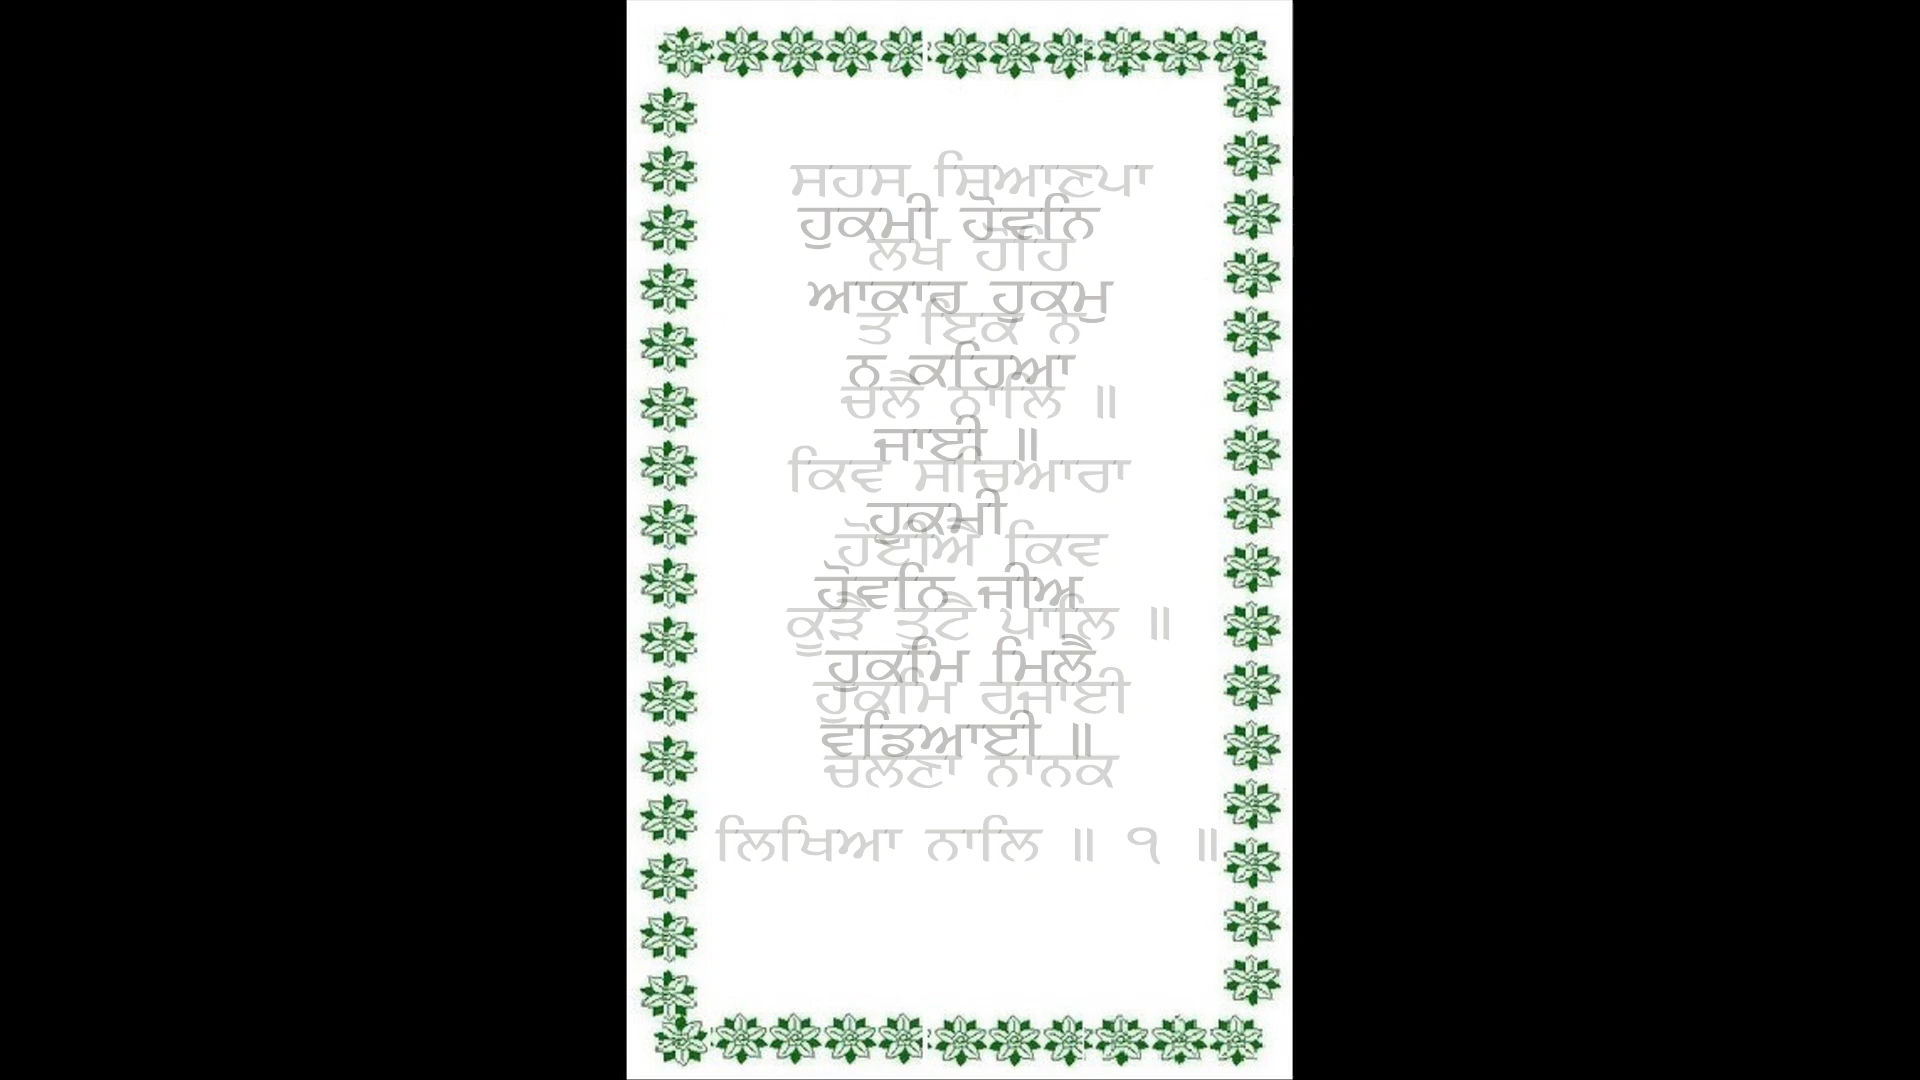 ਸਹਸ ਸਿਆਣਪਾ
ਹੁਕਮੀ ਹੋਵਨਿ
ਲਖ ਹੋਹਿ
ਆਕਾਰ ਹੁਕਮੁ
ਤ ਇਕ ਨ
ਨ ਕਹਿਆ
ਚਲੈ ਨਾਲਿ ॥
ਜਾਈ ॥
ਕਿਵ ਸਚਿਆਰਾ
ਹੁਕਮੀ
ਹੋਈਐ ਕਿਵ
ਹੋਵਨਿ ਜੀਅ
ਕੂੜੈ ਤੁਟੈ ਪਾਲਿ ॥
ਹੁਕਮਿ ਮਿਲੈ
ਹੁਕਮਿ ਰਜਾਈ
ਵਡਿਆਈ ॥
ਚਲਣਾ ਨਾਨਕ
ਲਿਖਿਆ ਨਾਲਿ ॥ ੧ ॥